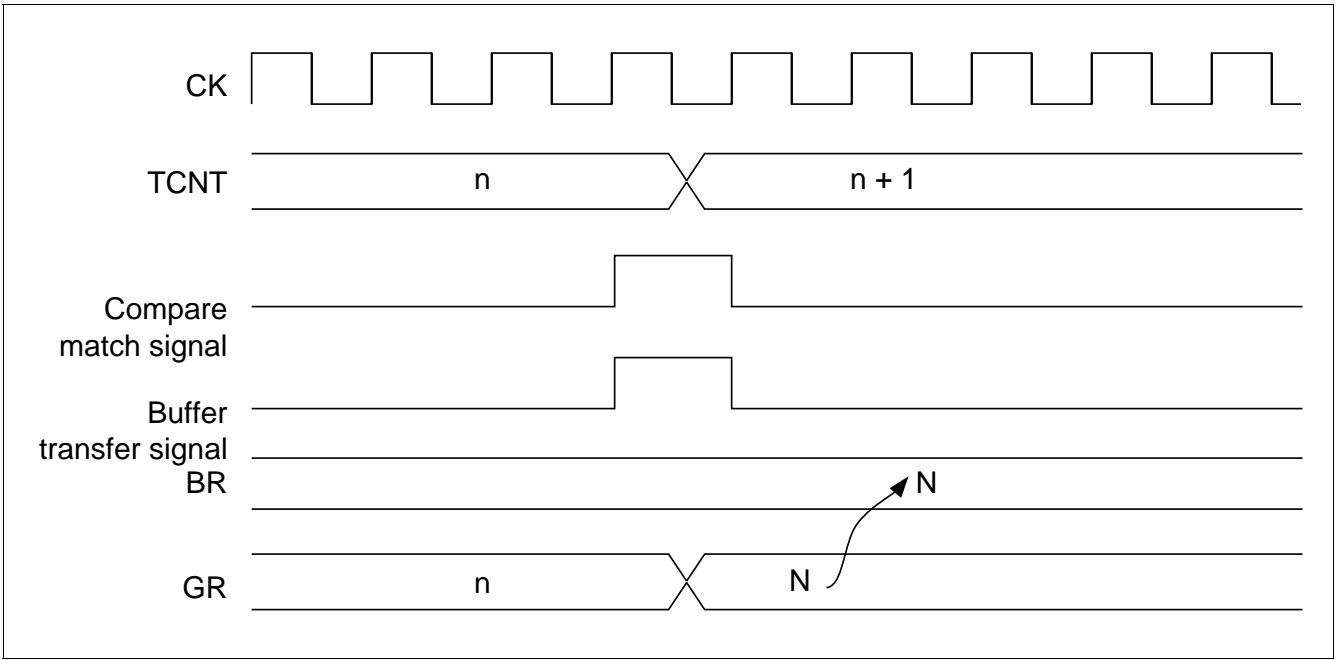 CK
TCNT n n + 1
Compare
match signal
Buffer
transfer signal
BR N
GR n N